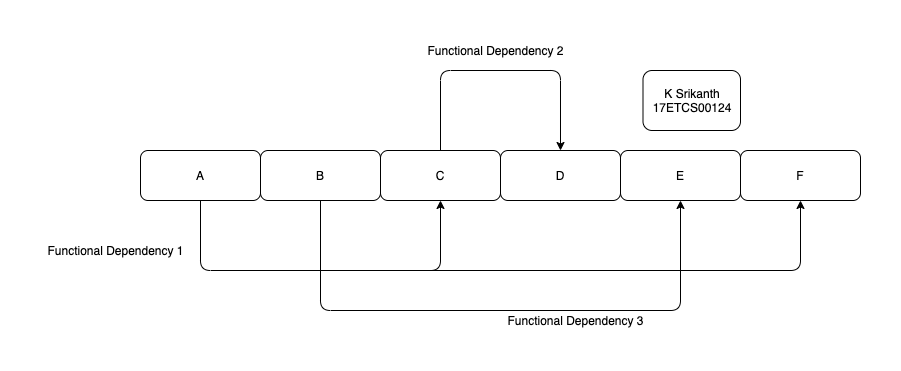 Functional Dependency 2
K Srikanth
17ETCS00124
A
B
C
D
E
F
Functional Dependency 1
Functional Dependency 3